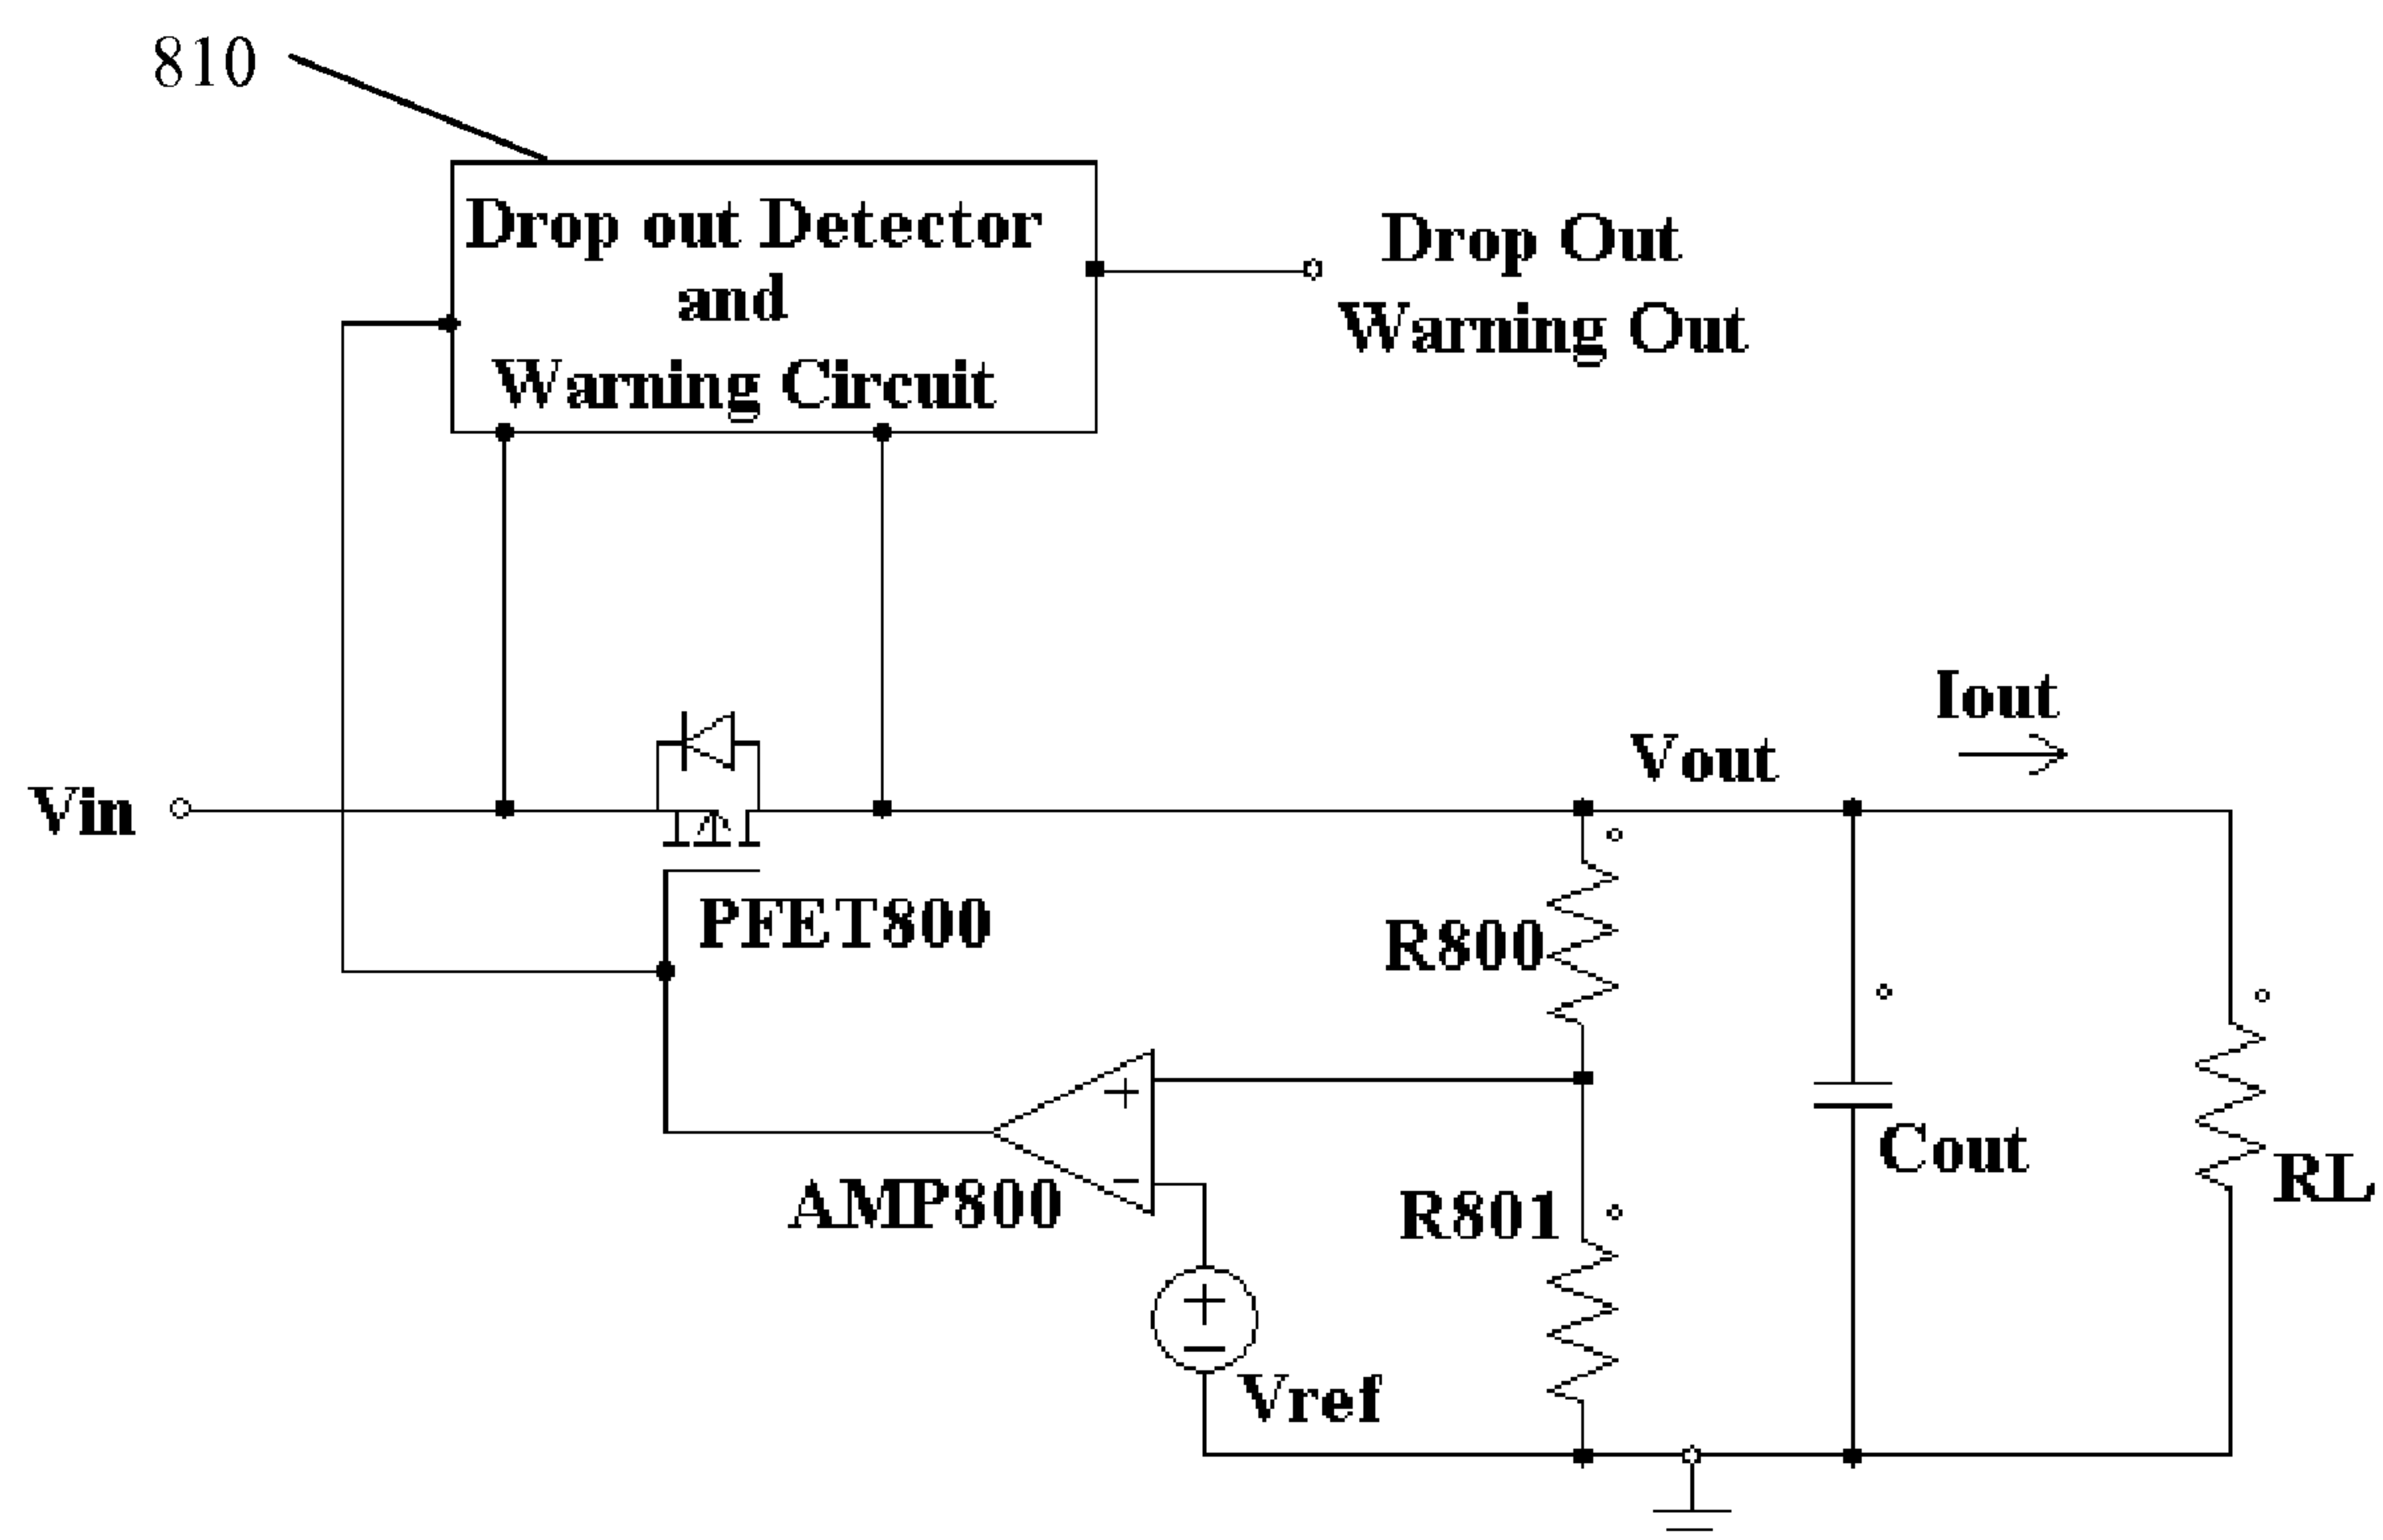 810
Drop out Detector
and
Warning Circuit
Drop Out
Warning Out
Iout
Vout
Vin
PFET800
R800
+
AMP800
−
Cout
RL
R801
+
−
Vref